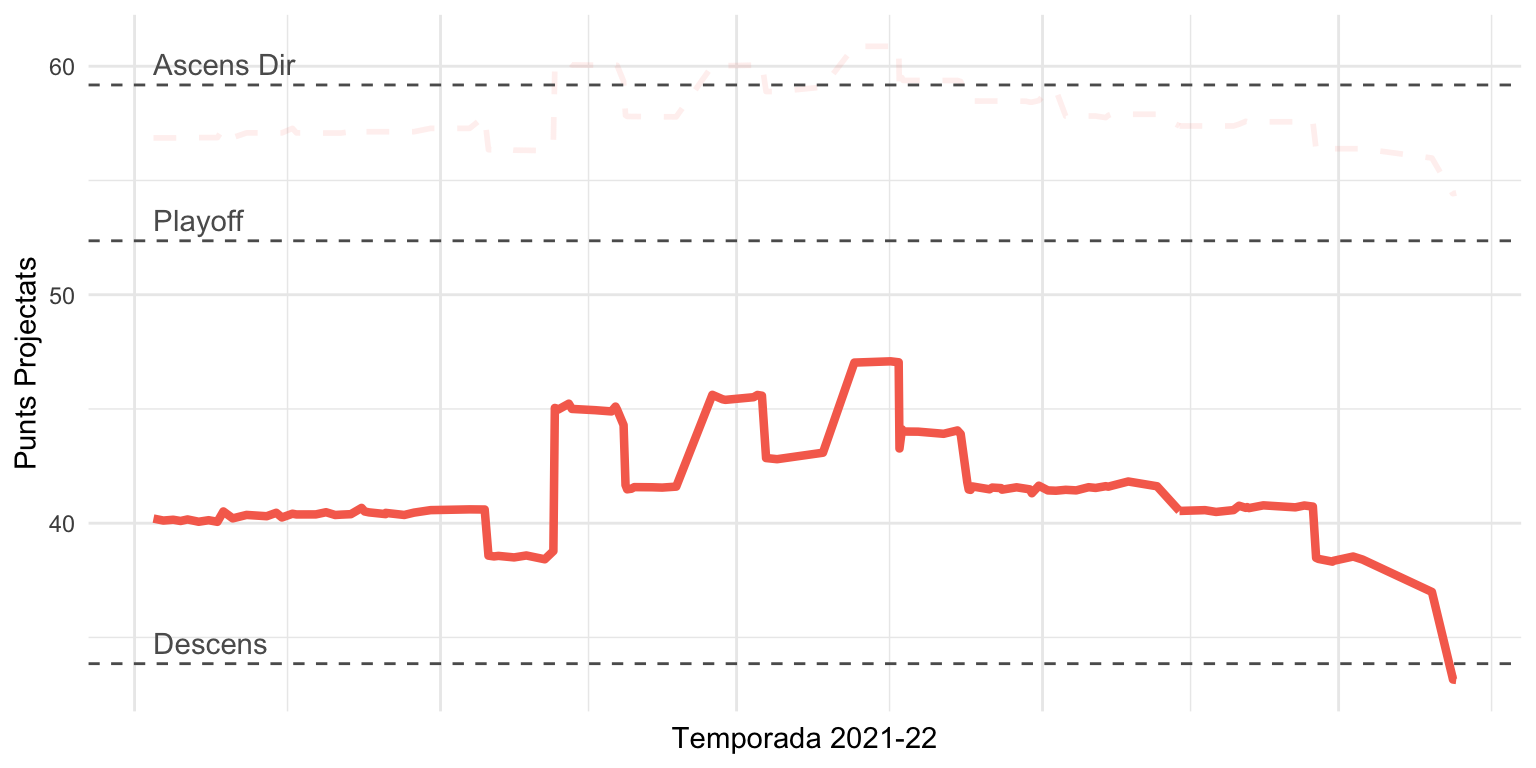 60
Ascens Dir
Playoff
50
Punts Projectats
40
Descens
Temporada 2021-22